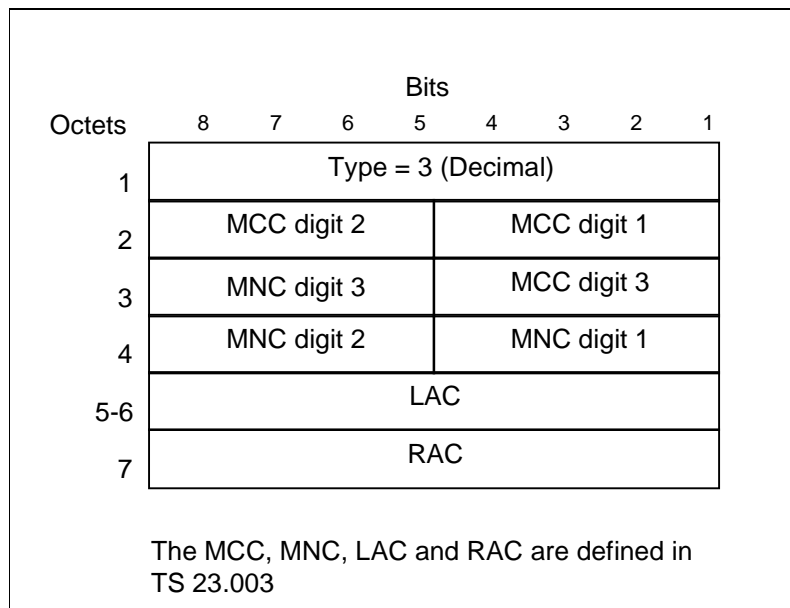 Bits
Octets 8 7 6 5 4 3 2 1
1 Type = 3 (Decimal)
2 MCC digit 2 MCC digit 1
3 MNC digit 3 MCC digit 3
4 MNC digit 2 MNC digit 1
5-6 LAC
7 RAC
The MCC, MNC, LAC and RAC are defined in
TS 23.003